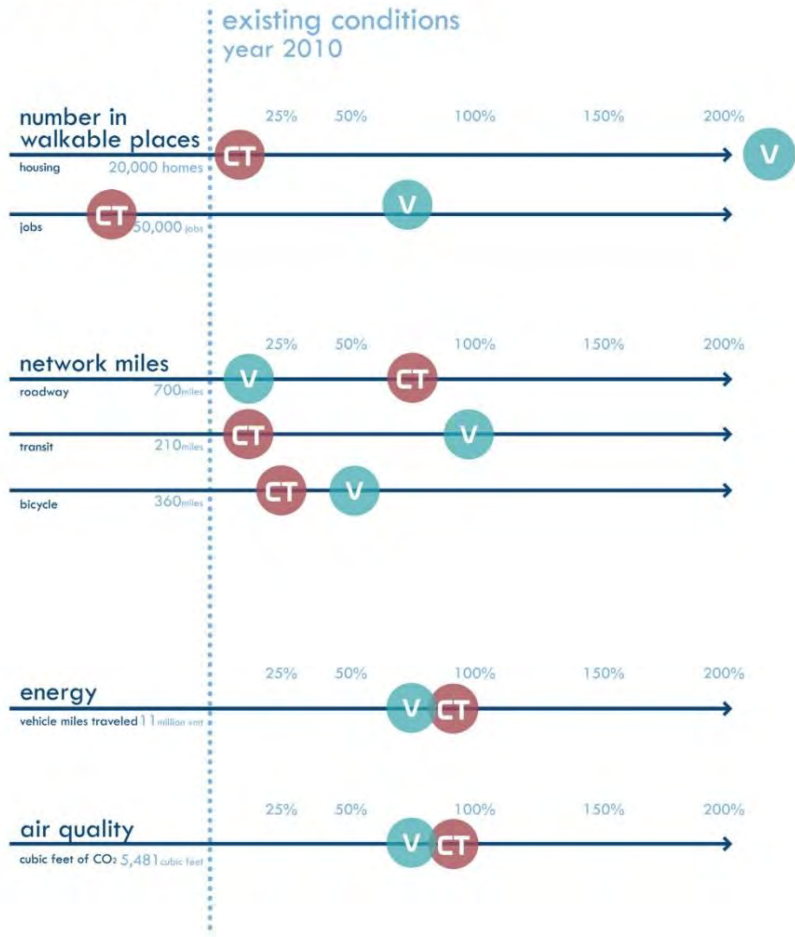 existing conditions
year 2010
number in
walkable places
25% 50% 100% 150% 200%
CT V
housing 20,000 homes
CT V
jobs 50,000 jobs
25% 50% 100% 150% 200%
network miles
V CT
roadway 700miles
CT V
transit 210miles
CT V
bicycle 360miles
25% 50% 100% 150% 200%
energy
V CT
vehicle miles traveled 11 million vmt
25% 50% 100% 150% 200%
air quality
V CT
cubic feet of CO₂ 5,481 cubic feet